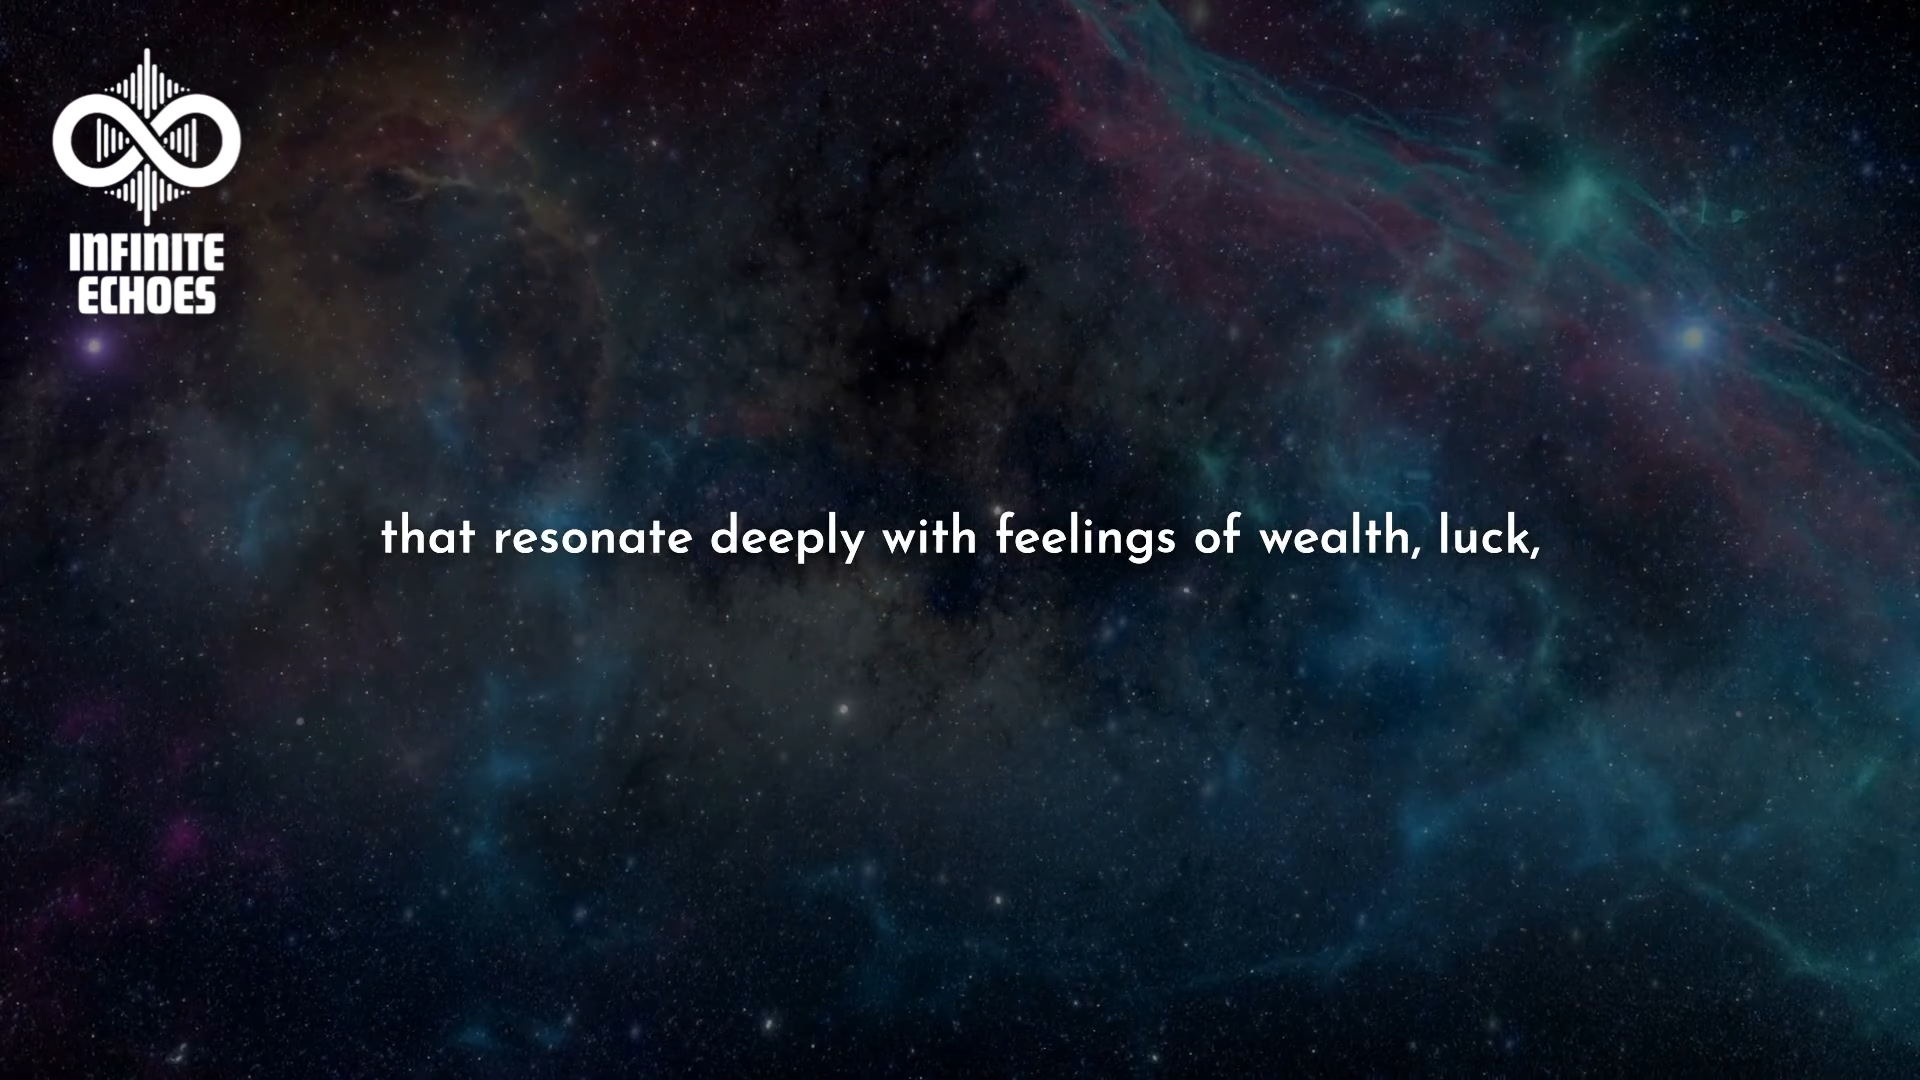 INFINITE
ECHOES
that resonate deeply with feelings of wealth, luck,